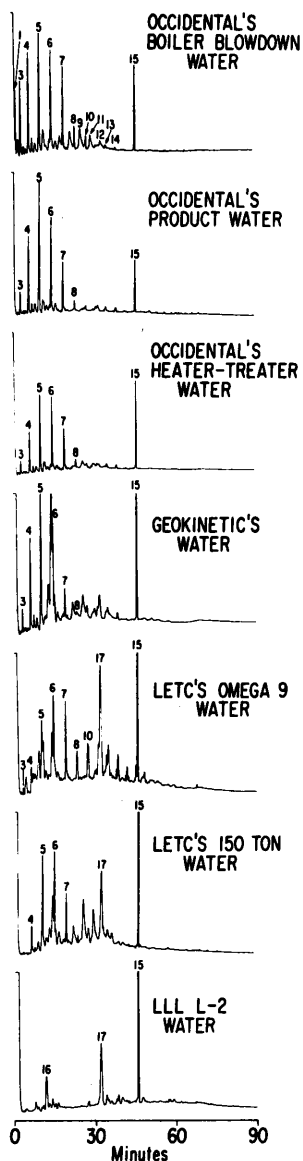 OCCIDENTAL'S
BOILER BLOWDOWN
WATER
1
3
4
5
6
7
8
9
10
11
12
13
14
15
OCCIDENTAL'S
PRODUCT WATER
3
4
5
6
7
8
15
OCCIDENTAL'S
HEATER-TREATER
WATER
13
4
5
6
7
8
15
GEOKINETIC'S
WATER
3
4
5
6
7
8
15
LETC'S OMEGA 9
WATER
3
4
5
6
7
8
10
17
15
LETC'S 150 TON
WATER
4
5
6
7
17
15
LLL L-2
WATER
16
17
15
0 30 60 90
Minutes